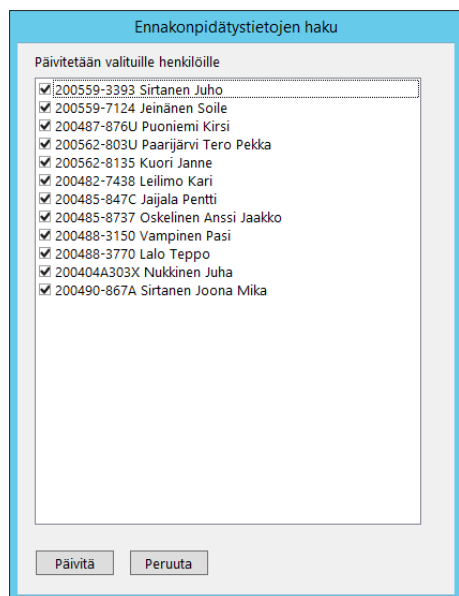 Ennakonpidätystietojen haku
Päivitetään valituille henkilöille
200559-3393 Sirtanen Juho
200559-7124 Jeinänen Soile
200487-876U Puoniemi Kirsi
200562-803U Paarijärvi Tero Pekka
200562-8135 Kuori Janne
200482-7438 Leilimo Kari
200485-847C Jaijala Pentti
200485-8737 Oskelinen Anssi Jaakko
200488-3150 Vampinen Pasi
200488-3770 Lalo Teppo
200404A303X Nukkinen Juha
200490-867A Sirtanen Joona Mika
Päivitä
Peruuta